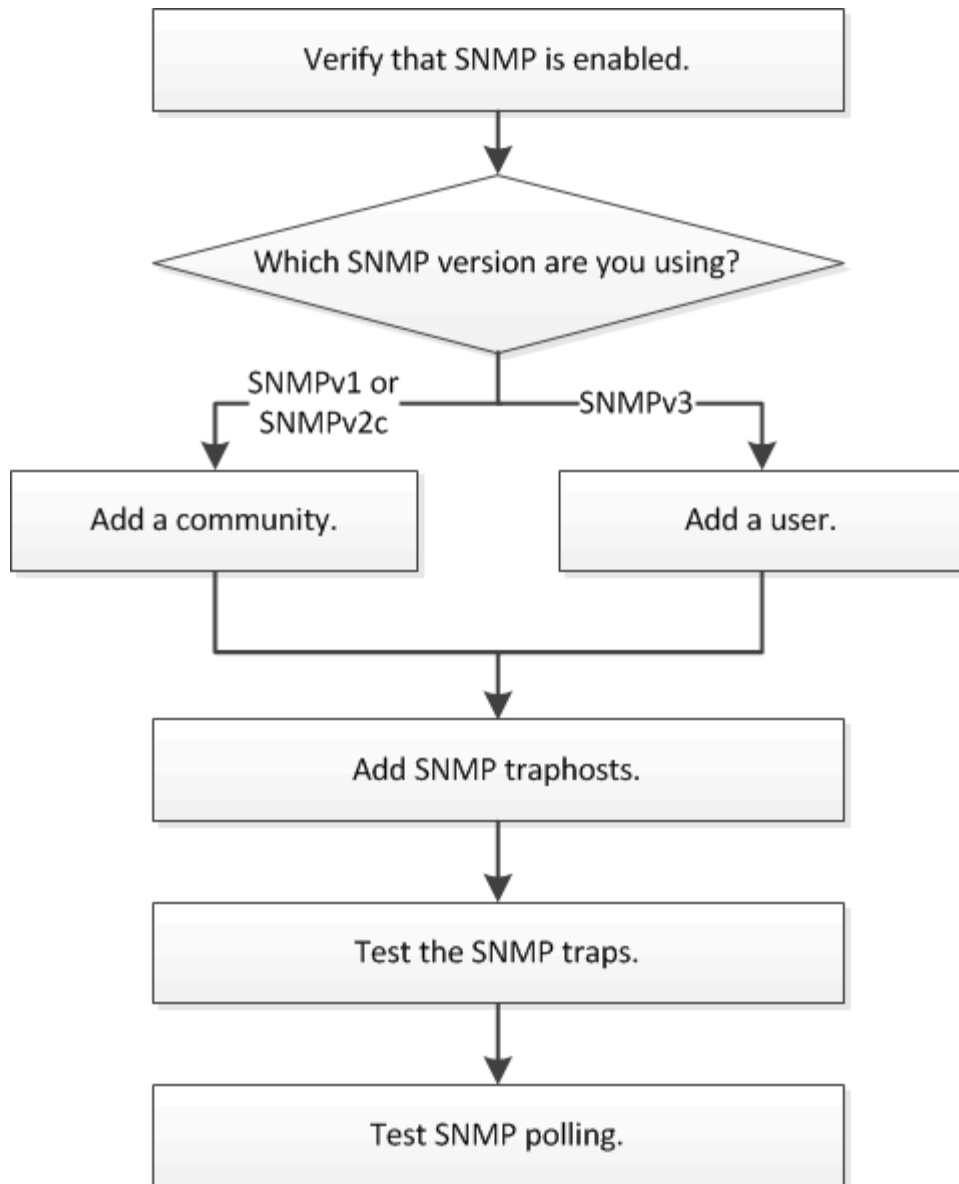 Verify that SNMP is enabled.
Which SNMP version are you using?
SNMPv1 or
SNMPv2c
SNMPv3
Add a community.
Add a user.
Add SNMP traphosts.
Test the SNMP traps.
Test SNMP polling.